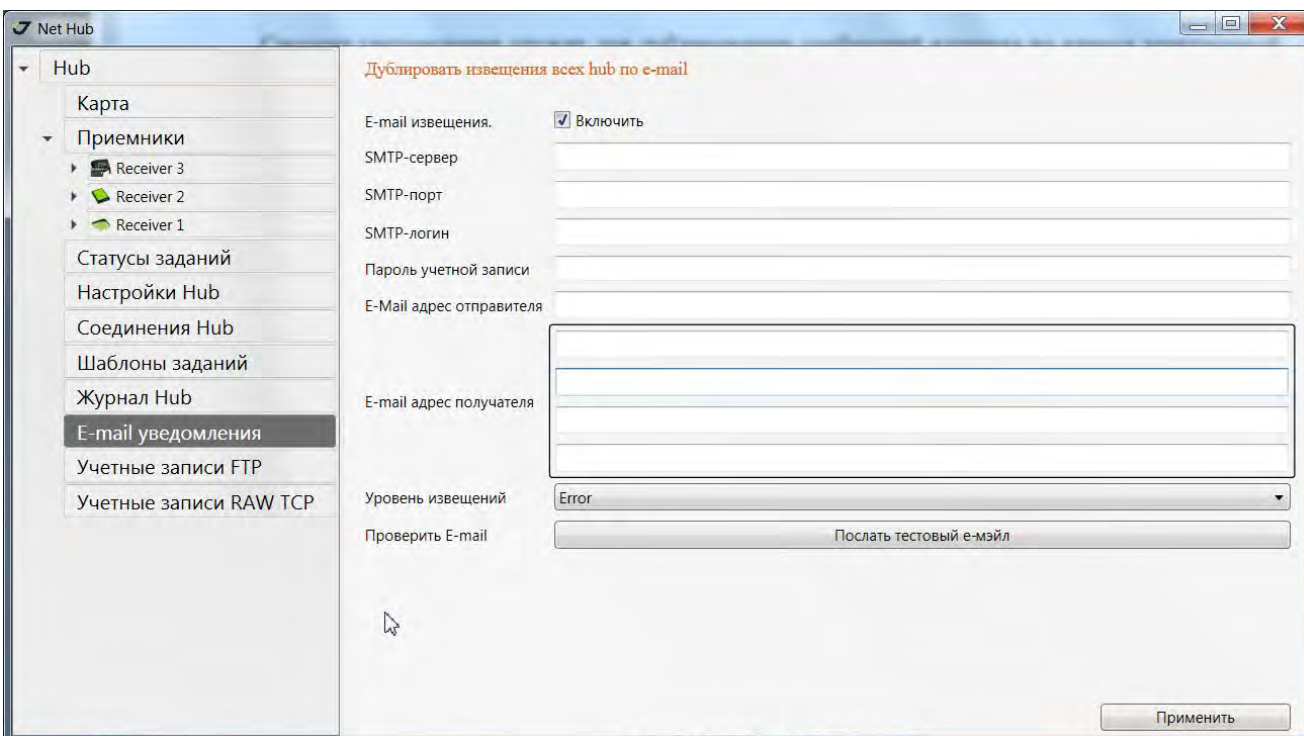 Net Hub
Hub
Карта
Приемники
Receiver 3
Receiver 2
Receiver 1
Статусы заданий
Настройки Hub
Соединения Hub
Шаблоны заданий
Журнал Hub
E-mail уведомления
Учетные записи FTP
Учетные записи RAW TCP
Дублировать извещения всех hub по e-mail
E-mail извещения.
Включить
SMTP-сервер
SMTP-порт
SMTP-логин
Пароль учетной записи
E-Mail адрес отправителя
E-mail адрес получателя
Уровень извещений
Error
Проверить E-mail
Послать тестовый е-мэйл
Применить